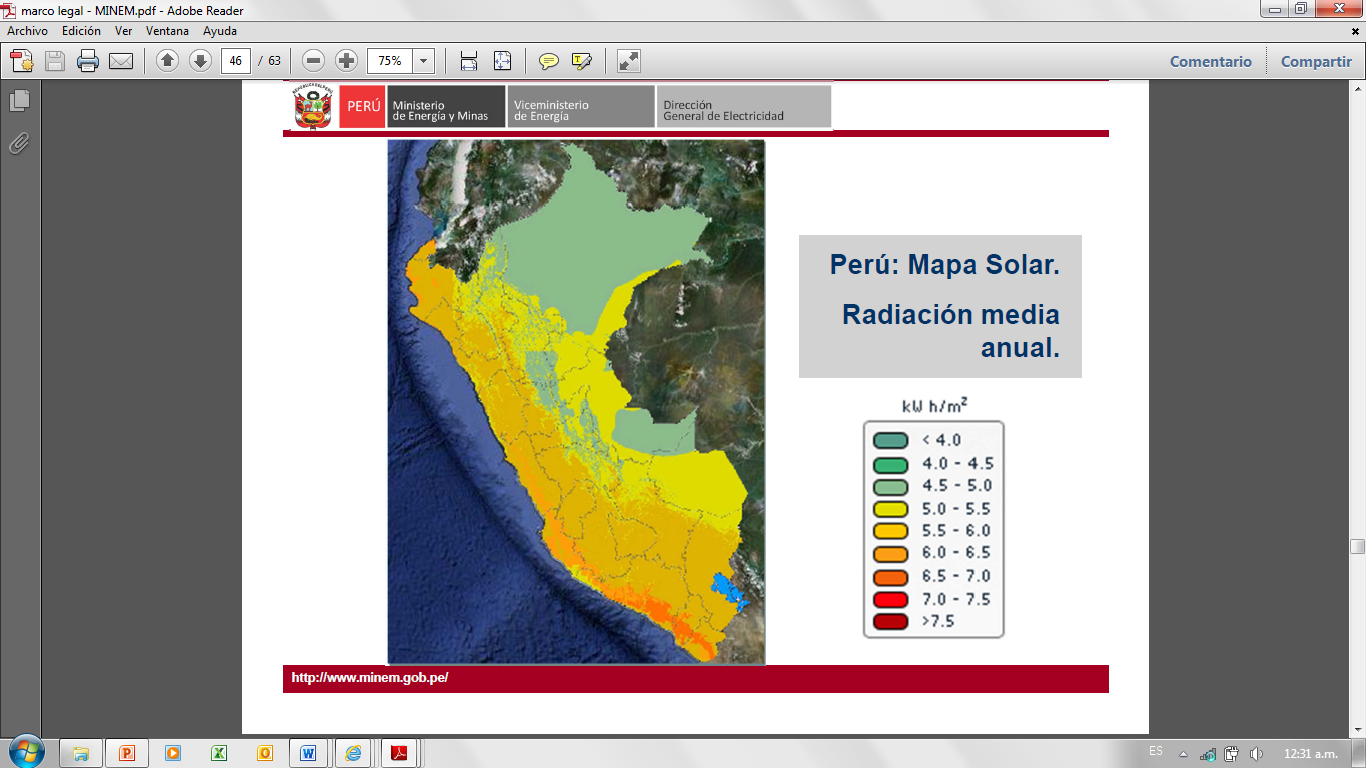 marco legal - MINEM.pdf - Adobe Reader
Archivo Edición Ver Ventana Ayuda
46 / 63 75% Comentario Compartir
PERÚ
Ministerio
de Energía y Minas
Viceministerio
de Energía
Dirección
General de Electricidad
Perú: Mapa Solar.
Radiación media
anual.
kW h/m²
< 4.0
4.0 - 4.5
4.5 - 5.0
5.0 - 5.5
5.5 - 6.0
6.0 - 6.5
6.5 - 7.0
7.0 - 7.5
>7.5
http://www.minem.gob.pe/
ES 12:31 a.m.